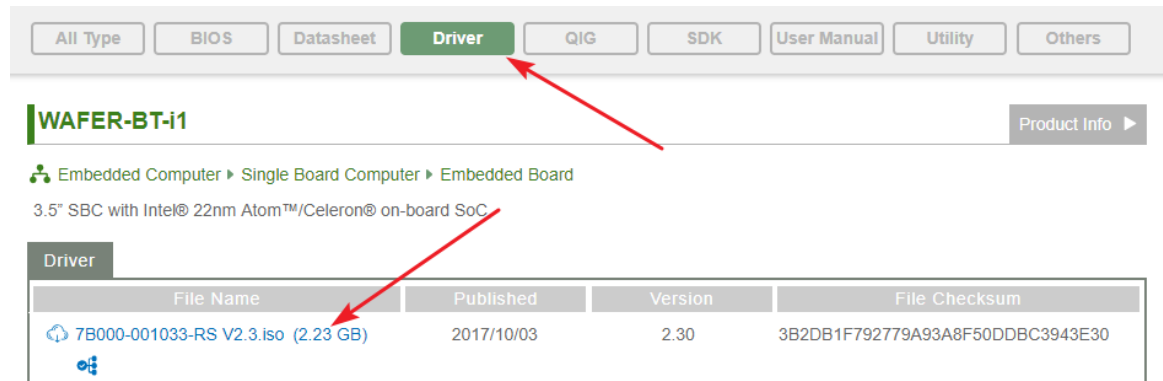 All Type BIOS Datasheet Driver QIG SDK User Manual Utility Others
WAFER-BT-i1
Product Info
Embedded Computer Single Board Computer Embedded Board
3.5" SBC with Intel® 22nm Atom™/Celeron® on-board SoC
Driver
File Name Published Version File Checksum
7B000-001033-RS V2.3.iso (2.23 GB) 2017/10/03 2.30 3B2DB1F792779A93A8F50DDBC3943E30